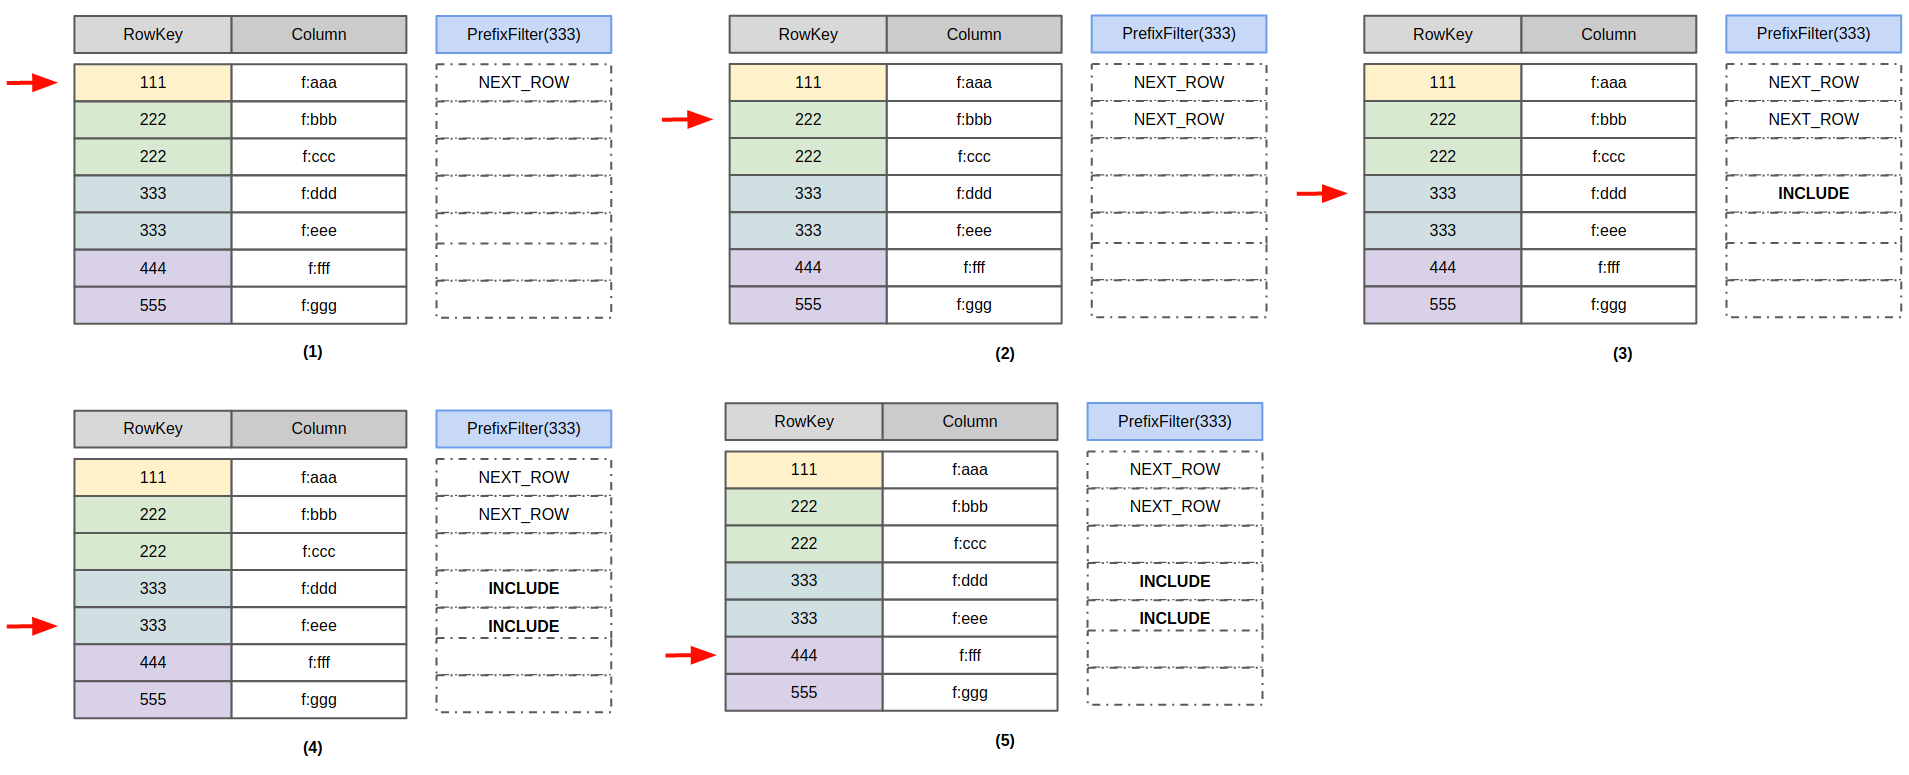 RowKey Column PrefixFilter(333)
111 f:aaa NEXT_ROW
222 f:bbb
222 f:ccc
333 f:ddd
333 f:eee
444 f:fff
555 f:ggg
(1)
RowKey Column PrefixFilter(333)
111 f:aaa NEXT_ROW
222 f:bbb NEXT_ROW
222 f:ccc
333 f:ddd
333 f:eee
444 f:fff
555 f:ggg
(2)
RowKey Column PrefixFilter(333)
111 f:aaa NEXT_ROW
222 f:bbb NEXT_ROW
222 f:ccc
333 f:ddd INCLUDE
333 f:eee
444 f:fff
555 f:ggg
(3)
RowKey Column PrefixFilter(333)
111 f:aaa NEXT_ROW
222 f:bbb NEXT_ROW
222 f:ccc
333 f:ddd INCLUDE
333 f:eee INCLUDE
444 f:fff
555 f:ggg
(4)
RowKey Column PrefixFilter(333)
111 f:aaa NEXT_ROW
222 f:bbb NEXT_ROW
222 f:ccc
333 f:ddd INCLUDE
333 f:eee INCLUDE
444 f:fff
555 f:ggg
(5)